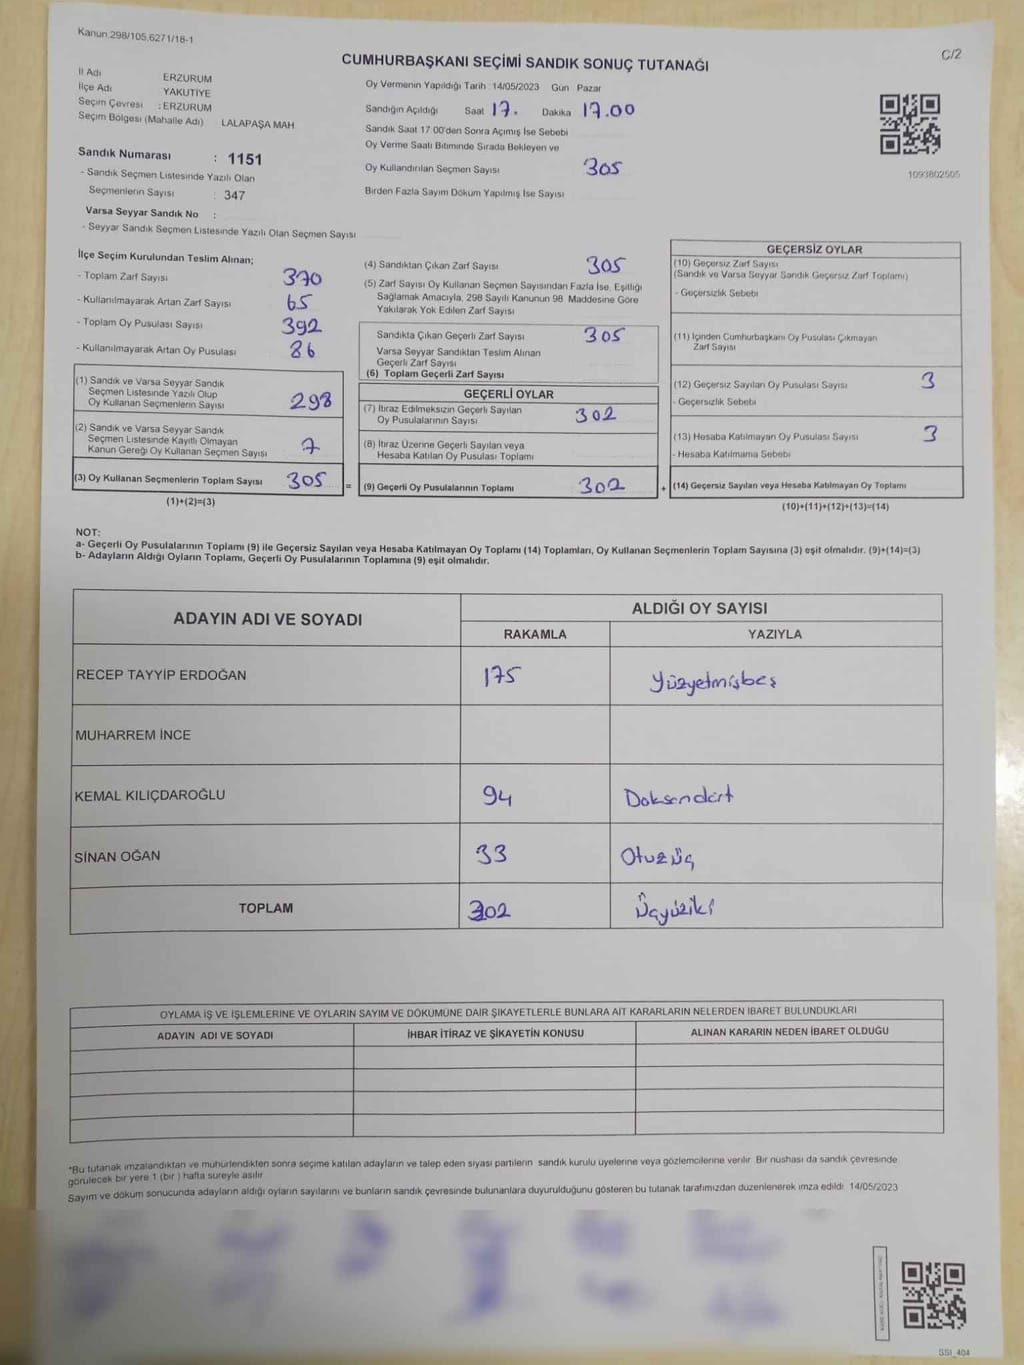 Kanun.298/105,6271/18-1
C/2
CUMHURBAŞKANI SEÇİMİ SANDIK SONUÇ TUTANAĞI
İl Adı ERZURUM
İlçe Adı YAKUTİYE
Seçim Çevresi : ERZURUM
Seçim Bölgesi (Mahalle Adı) LALAPAŞA MAH
Sandık Numarası : 1151
- Sandık Seçmen Listesinde Yazılı Olan
Seçmenlerin Sayısı : 347
Varsa Seyyar Sandık No :
- Seyyar Sandık Seçmen Listesinde Yazılı Olan Seçmen Sayısı
Oy Vermenin Yapıldığı Tarih 14/05/2023 Gün Pazar
Sandığın Açıldığı Saat 17. Dakika 17.00
Sandık Saat 17 00'den Sonra Açımış İse Sebebi
Oy Verme Saati Bitiminde Sırada Bekleyen ve
Oy Kullandırılan Seçmen Sayısı 305
Birden Fazla Sayım Döküm Yapılmış İse Sayısı
1093802505
İlçe Seçim Kurulundan Teslim Alınan;
- Toplam Zarf Sayısı 370
- Kullanılmayarak Artan Zarf Sayısı 65
- Toplam Oy Pusulası Sayısı 392
- Kullanılmayarak Artan Oy Pusulası 86
(1) Sandık ve Varsa Seyyar Sandık
Seçmen Listesinde Yazılı Olup
Oy Kullanan Seçmenlerin Sayısı 298
(2) Sandık ve Varsa Seyyar Sandık
Seçmen Listesinde Kayıtlı Olmayan
Kanun Gereği Oy Kullanan Seçmen Sayısı 7
(3) Oy Kullanan Seçmenlerin Toplam Sayısı 305 =
(1)+(2)=(3)
(4) Sandıktan Çıkan Zarf Sayısı 305
(5) Zarf Sayısı Oy Kullanan Seçmen Sayısından Fazla İse, Eşitliği
Sağlamak Amacıyla, 298 Sayılı Kanunun 98 Maddesine Göre
Yakılarak Yok Edilen Zarf Sayısı
Sandıkta Çıkan Geçerli Zarf Sayısı 305
Varsa Seyyar Sandıktan Teslim Alınan
Geçerli Zarf Sayısı
(6) Toplam Geçerli Zarf Sayısı
GEÇERLİ OYLAR
(7) İtiraz Edilmeksizin Geçerli Sayılan
Oy Pusulalarının Sayısı 302
(8) İtiraz Üzerine Geçerli Sayılan veya
Hesaba Katılan Oy Pusulası Toplamı
(9) Geçerli Oy Pusulalarının Toplamı 302 +
GEÇERSİZ OYLAR
(10) Geçersiz Zarf Sayısı
(Sandık ve Varsa Seyyar Sandık Geçersiz Zarf Toplamı)
- Geçersizlik Sebebi
(11) İçinden Cumhurbaşkanı Oy Pusulası Çıkmayan
Zarf Sayısı
(12) Geçersiz Sayılan Oy Pusulası Sayısı 3
- Geçersizlik Sebebi
(13) Hesaba Katılmayan Oy Pusulası Sayısı 3
- Hesaba Katılmama Sebebi
(14) Geçersiz Sayılan veya Hesaba Katılmayan Oy Toplamı
(10)+(11)+(12)+(13)=(14)
NOT:
a- Geçerli Oy Pusulalarının Toplamı (9) ile Geçersiz Sayılan veya Hesaba Katılmayan Oy Toplamı (14) Toplamları, Oy Kullanan Seçmenlerin Toplam Sayısına (3) eşit olmalıdır. (9)+(14)=(3)
b- Adayların Aldığı Oyların Toplamı, Geçerli Oy Pusulalarının Toplamına (9) eşit olmalıdır.
ADAYIN ADI VE SOYADI
ALDIĞI OY SAYISI
RAKAMLA YAZIYLA
RECEP TAYYİP ERDOĞAN 175 Yüzyetmişbeş
MUHARREM İNCE
KEMAL KILIÇDAROĞLU 94 Doksandört
SİNAN OĞAN 33 Otuzüç
TOPLAM 302 Üçyüziki
OYLAMA İŞ VE İŞLEMLERİNE VE OYLARIN SAYIM VE DÖKÜMÜNE DAİR ŞİKAYETLERLE BUNLARA AİT KARARLARIN NELERDEN İBARET BULUNDUKLARI
ADAYIN ADI VE SOYADI İHBAR İTİRAZ VE ŞİKAYETİN KONUSU ALINAN KARARIN NEDEN İBARET OLDUĞU
*Bu tutanak imzalandıktan ve mühürlendikten sonra seçime katılan adayların ve talep eden siyasi partilerin sandık kurulu üyelerine veya gözlemcilerine verilir. Bir nüshası da sandık çevresinde
görülecek bir yere 1 (bir ) hafta süreyle asılır
Sayım ve döküm sonucunda adayların aldığı oyların sayılarını ve bunların sandık çevresinde bulunanlara duyurulduğunu gösteren bu tutanak tarafımızdan düzenlenerek imza edildi. 14/05/2023
SSİ_404